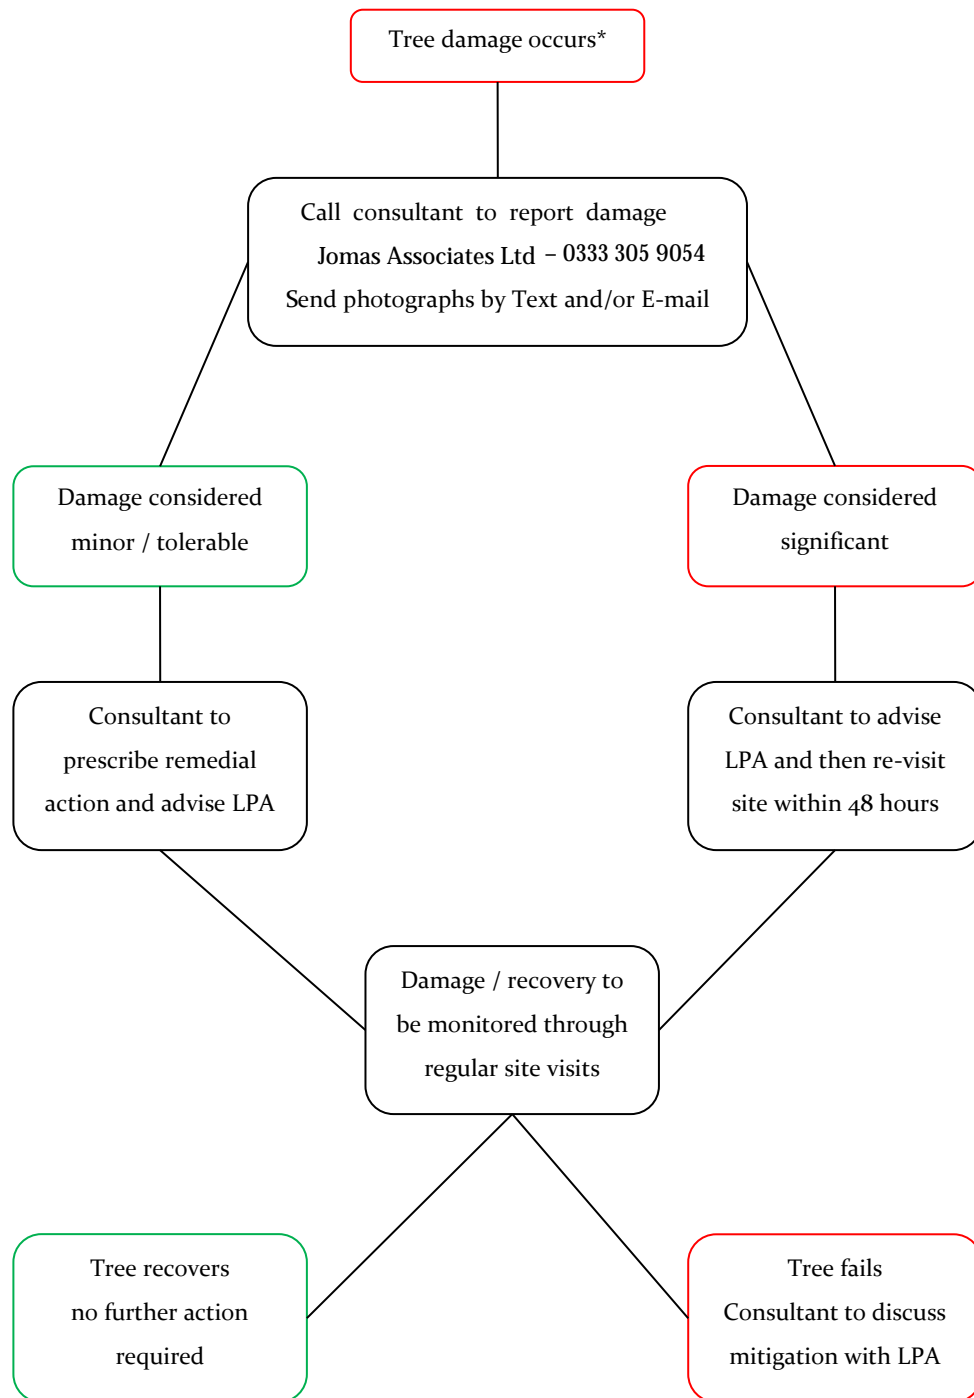 Tree damage occurs*
Call consultant to report damage
Jomas Associates Ltd – 0333 305 9054
Send photographs by Text and/or E-mail
Damage considered
minor / tolerable
Damage considered
significant
Consultant to
prescribe remedial
action and advise LPA
Consultant to advise
LPA and then re-visit
site within 48 hours
Damage / recovery to
be monitored through
regular site visits
Tree recovers
no further action
required
Tree fails
Consultant to discuss
mitigation with LPA